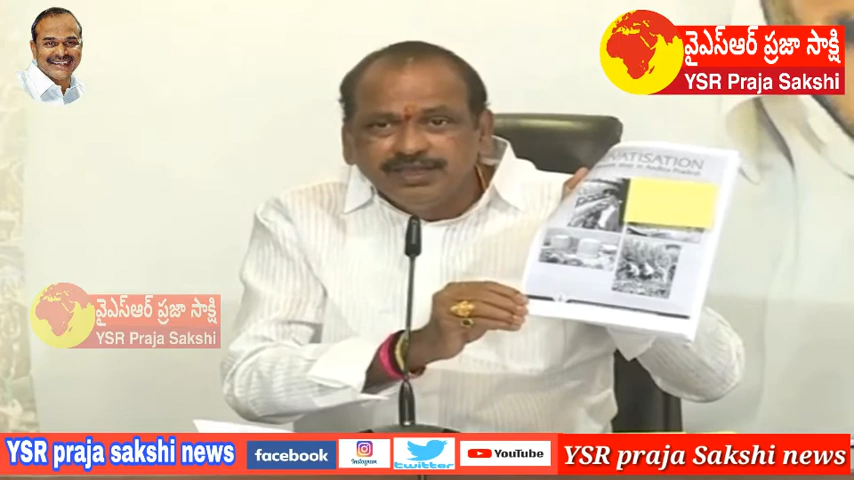 వైఎస్ఆర్ ప్రజా సాక్షి
YSR Praja Sakshi
వైఎస్ఆర్ ప్రజా సాక్షి
YSR Praja Sakshi
YSR praja sakshi news
facebook
Instagram
twitter
YouTube
YSR praja Sakshi news